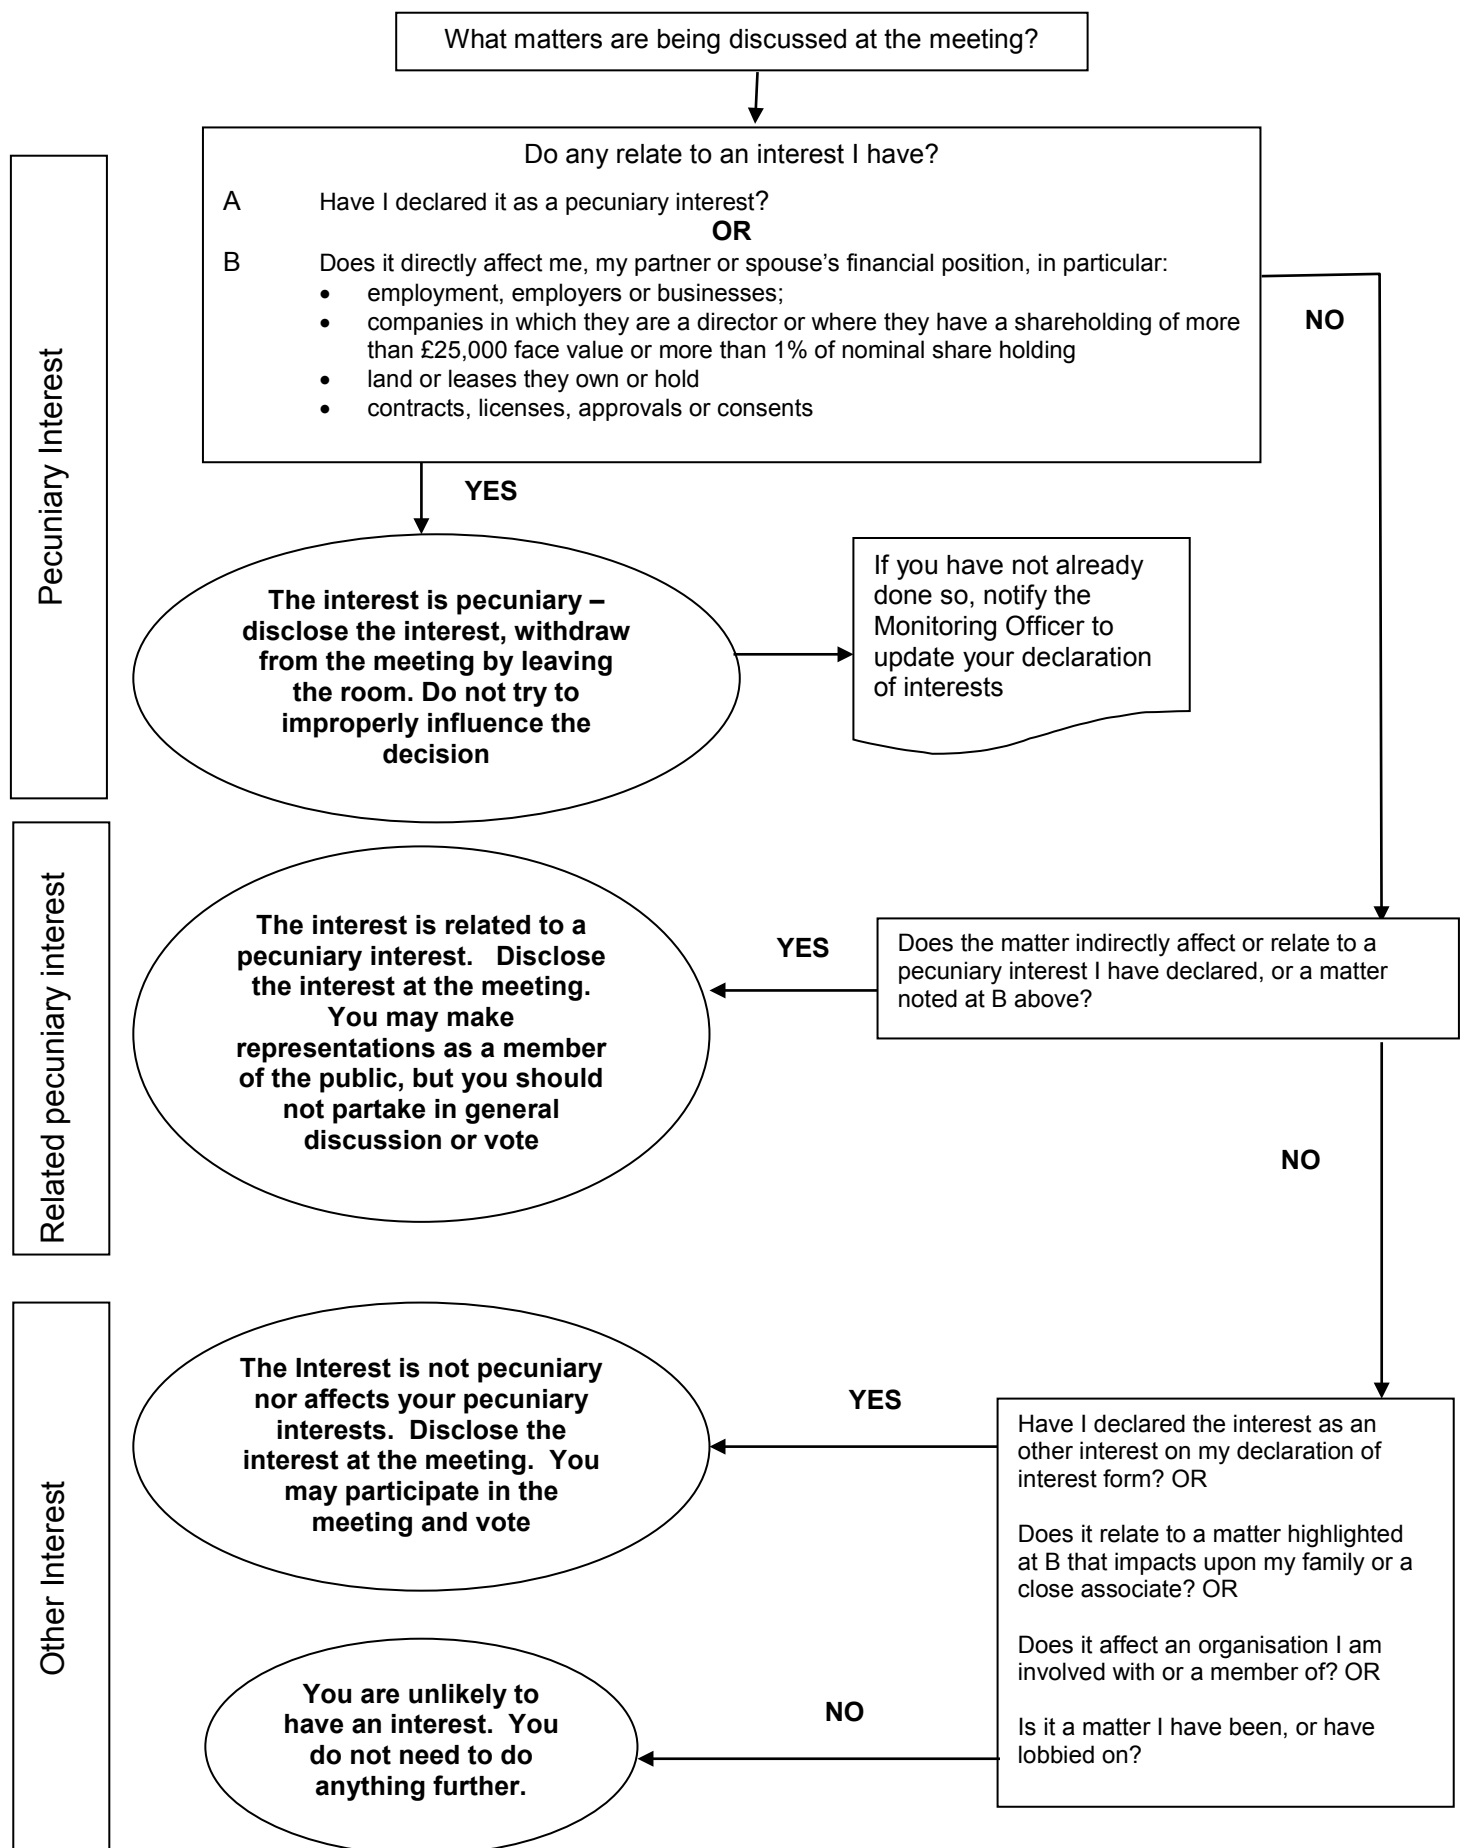 What matters are being discussed at the meeting?
Pecuniary Interest
Do any relate to an interest I have?
A Have I declared it as a pecuniary interest?
OR
B Does it directly affect me, my partner or spouse’s financial position, in particular:
• employment, employers or businesses;
• companies in which they are a director or where they have a shareholding of more
than £25,000 face value or more than 1% of nominal share holding
• land or leases they own or hold
• contracts, licenses, approvals or consents
NO
YES
The interest is pecuniary –
disclose the interest, withdraw
from the meeting by leaving
the room. Do not try to
improperly influence the
decision
If you have not already
done so, notify the
Monitoring Officer to
update your declaration
of interests
Related pecuniary interest
The interest is related to a
pecuniary interest. Disclose
the interest at the meeting.
You may make
representations as a member
of the public, but you should
not partake in general
discussion or vote
YES
Does the matter indirectly affect or relate to a
pecuniary interest I have declared, or a matter
noted at B above?
NO
Other Interest
The Interest is not pecuniary
nor affects your pecuniary
interests. Disclose the
interest at the meeting. You
may participate in the
meeting and vote
YES
Have I declared the interest as an
other interest on my declaration of
interest form? OR
Does it relate to a matter highlighted
at B that impacts upon my family or a
close associate? OR
Does it affect an organisation I am
involved with or a member of? OR
Is it a matter I have been, or have
lobbied on?
NO
You are unlikely to
have an interest. You
do not need to do
anything further.